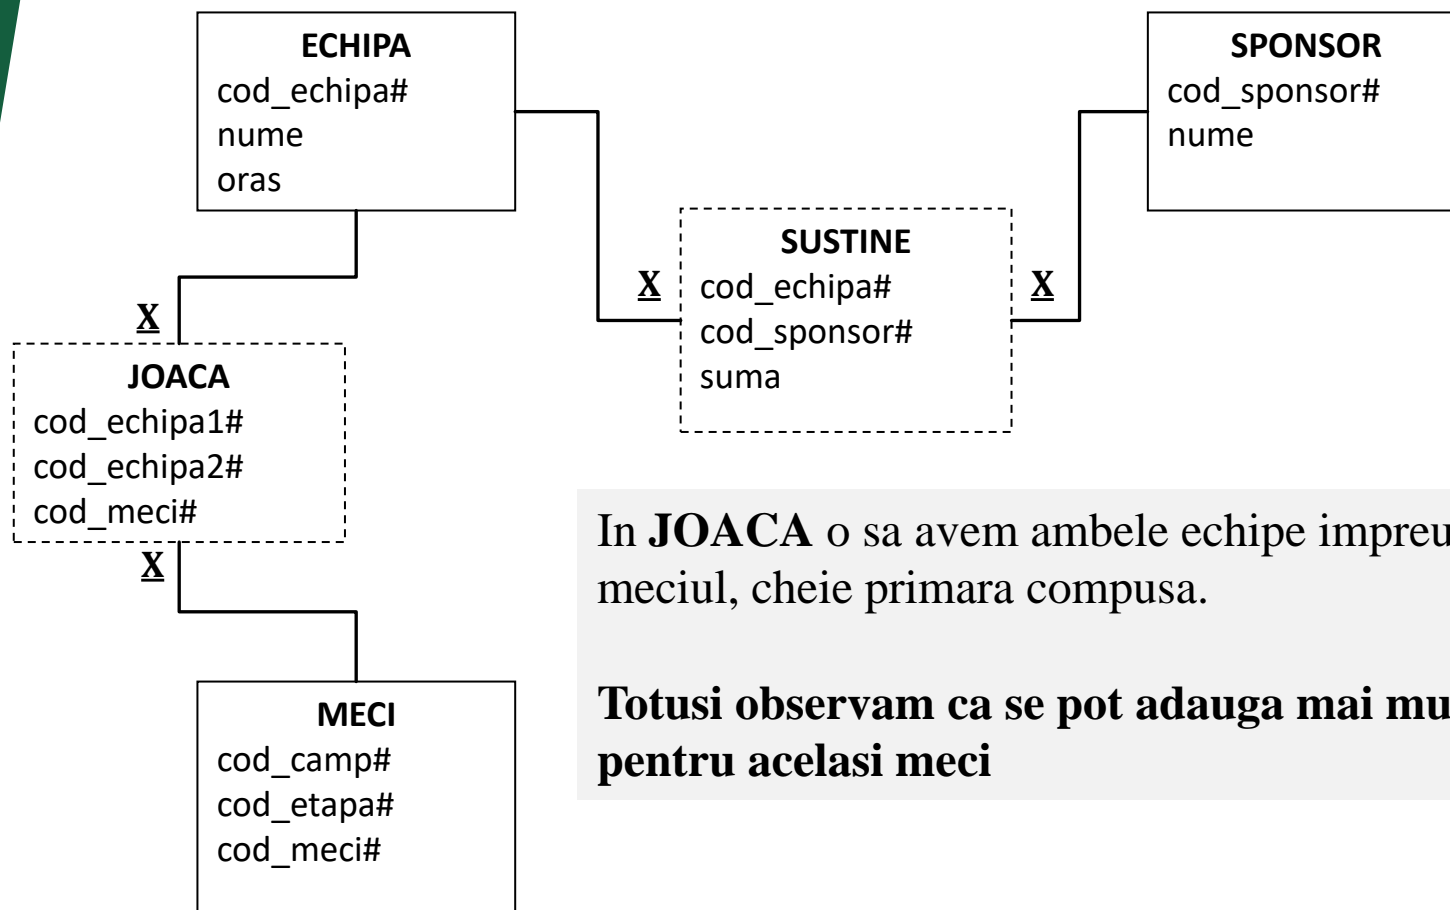 ECHIPA
cod_echipa#
nume
oras
SPONSOR
cod_sponsor#
nume
SUSTINE
cod_echipa#
cod_sponsor#
suma
X
X
X
JOACA
cod_echipa1#
cod_echipa2#
cod_meci#
X
MECI
cod_camp#
cod_etapa#
cod_meci#
In JOACA o sa avem ambele echipe
meciul, cheie primara compusa.
Totusi observam ca se pot adauga mai
pentru acelasi meci